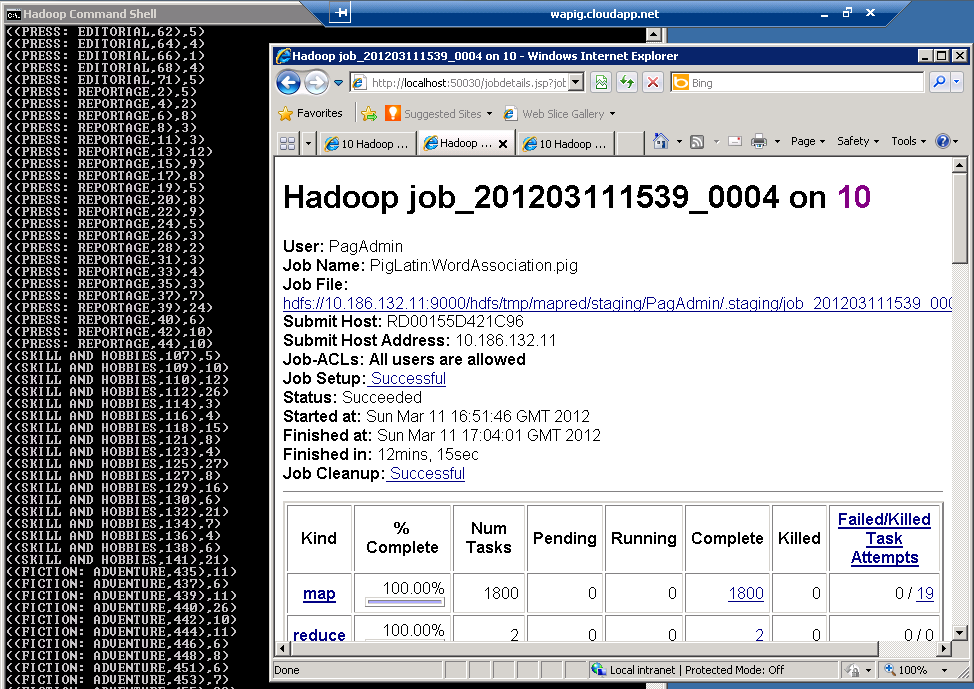 Hadoop Command Shell
((PRESS: EDITORIAL,62),5)
((PRESS: EDITORIAL,64),4)
((PRESS: EDITORIAL,66),1)
((PRESS: EDITORIAL,68),4)
((PRESS: EDITORIAL,71),5)
((PRESS: REPORTAGE,2),5)
((PRESS: REPORTAGE,4),2)
((PRESS: REPORTAGE,6),8)
((PRESS: REPORTAGE,8),3)
((PRESS: REPORTAGE,11),3)
((PRESS: REPORTAGE,13),12)
((PRESS: REPORTAGE,15),9)
((PRESS: REPORTAGE,17),8)
((PRESS: REPORTAGE,19),5)
((PRESS: REPORTAGE,20),8)
((PRESS: REPORTAGE,22),9)
((PRESS: REPORTAGE,24),5)
((PRESS: REPORTAGE,26),3)
((PRESS: REPORTAGE,28),2)
((PRESS: REPORTAGE,31),3)
((PRESS: REPORTAGE,33),4)
((PRESS: REPORTAGE,35),3)
((PRESS: REPORTAGE,37),7)
((PRESS: REPORTAGE,39),24)
((PRESS: REPORTAGE,40),6)
((PRESS: REPORTAGE,42),10)
((PRESS: REPORTAGE,44),10)
((SKILL AND HOBBIES,107),5)
((SKILL AND HOBBIES,109),10)
((SKILL AND HOBBIES,110),12)
((SKILL AND HOBBIES,112),26)
((SKILL AND HOBBIES,114),3)
((SKILL AND HOBBIES,116),4)
((SKILL AND HOBBIES,118),15)
((SKILL AND HOBBIES,121),8)
((SKILL AND HOBBIES,123),4)
((SKILL AND HOBBIES,125),27)
((SKILL AND HOBBIES,127),8)
((SKILL AND HOBBIES,129),16)
((SKILL AND HOBBIES,130),6)
((SKILL AND HOBBIES,132),21)
((SKILL AND HOBBIES,134),7)
((SKILL AND HOBBIES,136),4)
((SKILL AND HOBBIES,138),6)
((SKILL AND HOBBIES,141),21)
((FICTION: ADVENTURE,435),11)
((FICTION: ADVENTURE,437),6)
((FICTION: ADVENTURE,439),11)
((FICTION: ADVENTURE,440),26)
((FICTION: ADVENTURE,442),10)
((FICTION: ADVENTURE,444),11)
((FICTION: ADVENTURE,446),6)
((FICTION: ADVENTURE,448),8)
((FICTION: ADVENTURE,451),6)
((FICTION: ADVENTURE,453),7)
wapig.cloudapp.net
Hadoop job_201203111539_0004 on 10 - Windows Internet Explorer
http://localhost:50030/jobdetails.jsp?jot
Bing
Favorites Suggested Sites Web Slice Gallery
10 Hadoop ... Hadoop ... 10 Hadoop ... Page Safety Tools
Hadoop job_201203111539_0004 on 10
User: PagAdmin
Job Name: PigLatin:WordAssociation.pig
Job File:
hdfs://10.186.132.11:9000/hdfs/tmp/mapred/staging/PagAdmin/.staging/job_201203111539_000
Submit Host: RD00155D421C96
Submit Host Address: 10.186.132.11
Job-ACLs: All users are allowed
Job Setup: Successful
Status: Succeeded
Started at: Sun Mar 11 16:51:46 GMT 2012
Finished at: Sun Mar 11 17:04:01 GMT 2012
Finished in: 12mins, 15sec
Job Cleanup: Successful
Kind % Complete Num Tasks Pending Running Complete Killed Failed/Killed Task Attempts
map 100.00% 1800 0 0 1800 0 0 / 19
reduce 100.00% 2 0 0 2 0 0 / 0
Done Local intranet | Protected Mode: Off 100%